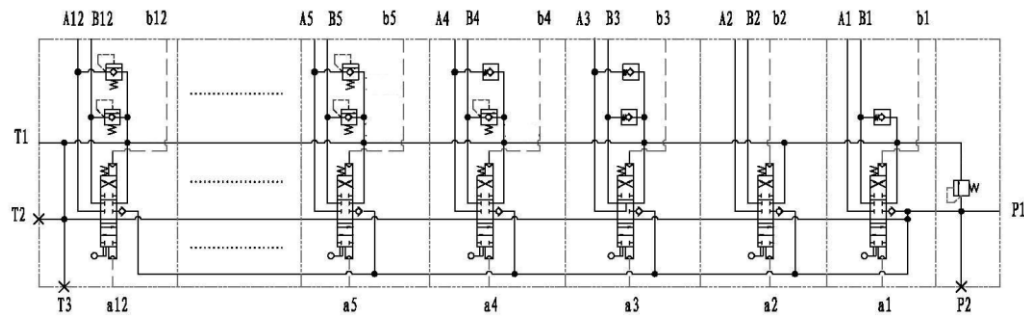 A12 B12 b12 A5 B5 b5 A4 B4 b4 A3 B3 b3 A2 B2 b2 A1 B1 b1
T1
T2 P1
T3 a12 a5 a4 a3 a2 a1 P2